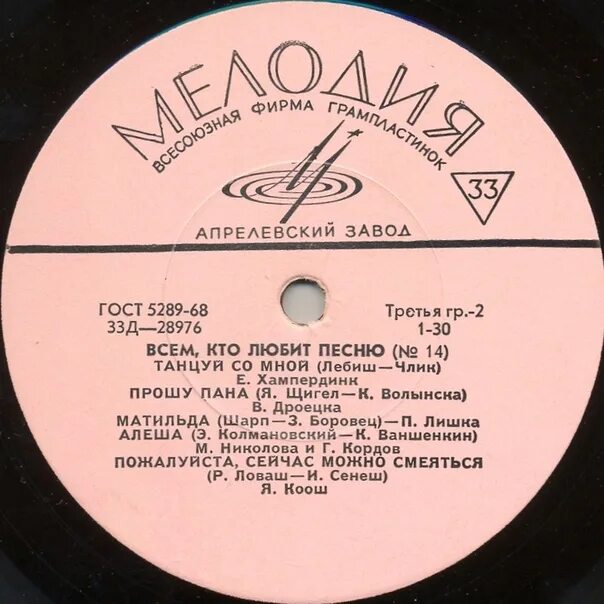 МЕЛОДИЯ
ВСЕСОЮЗНАЯ ФИРМА ГРАМПЛАСТИНОК
33
АПРЕЛЕВСКИЙ ЗАВОД
ГОСТ 5289-68 Третья гр.-2
33Д—28976 1-30
ВСЕМ, КТО ЛЮБИТ ПЕСНЮ (№ 14)
ТАНЦУЙ СО МНОЙ (Лебиш—Члик)
Е. Хампердинк
ПРОШУ ПАНА (Я. Щигел—К. Волынска)
В. Дроецка
МАТИЛЬДА (Шарп—З. Боровец)—П. Лишка
АЛЕША (Э. Колмановский—К. Ваншенкин)
М. Николова и Г. Кордов
ПОЖАЛУЙСТА, СЕЙЧАС МОЖНО СМЕЯТЬСЯ
(Р. Ловаш—И. Сенеш)
Я. Коош